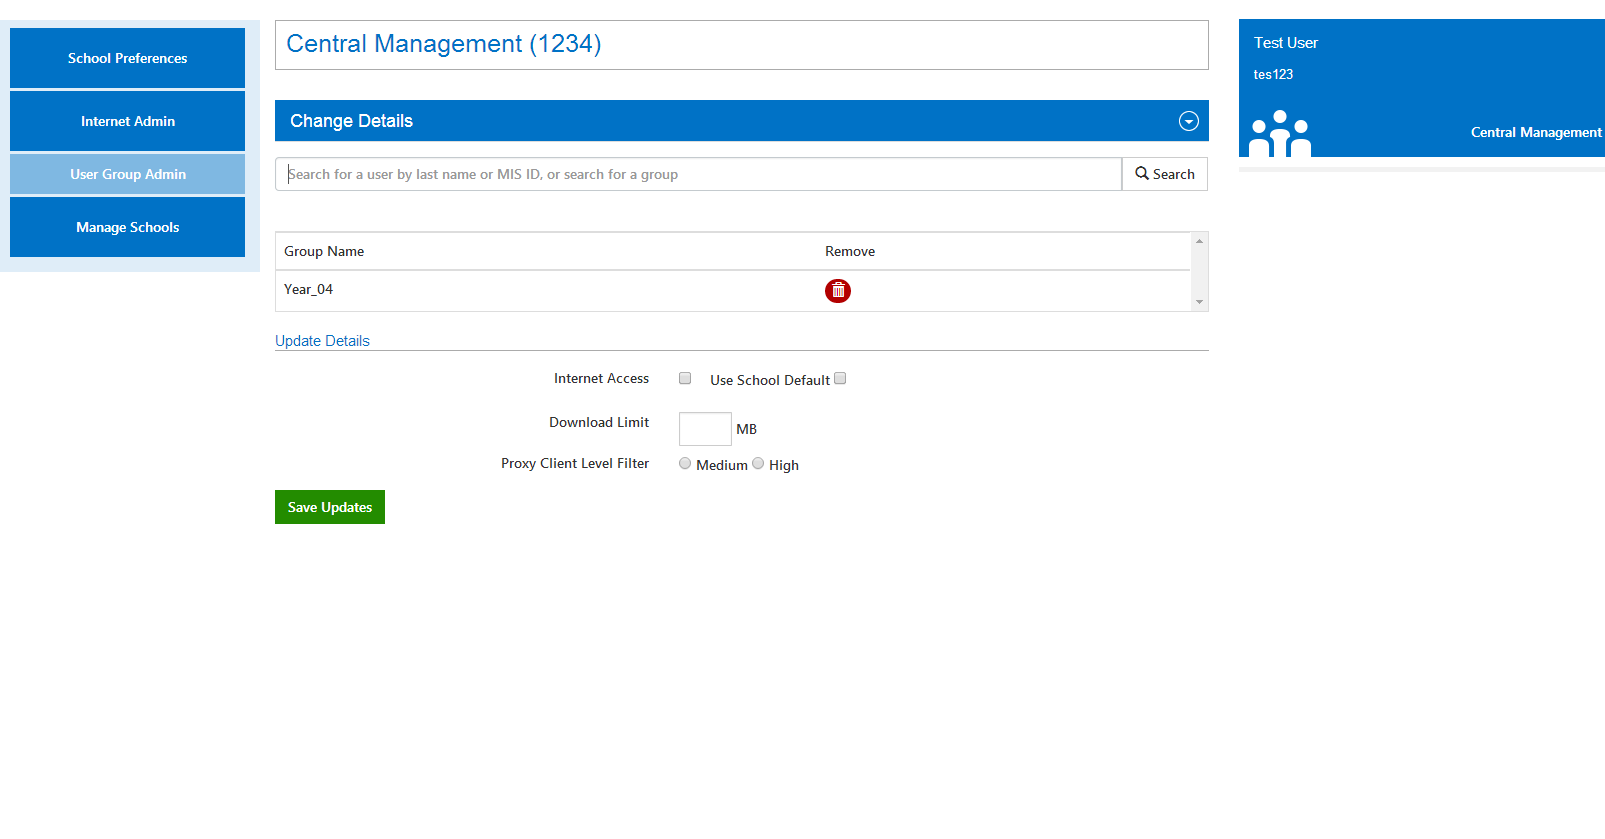 School Preferences
Internet Admin
User Group Admin
Manage Schools
Central Management (1234)
Change Details
Search for a user by last name or MIS ID, or search for a group
Search
Group Name Remove
Year_04
Update Details
Internet Access Use School Default
Download Limit MB
Proxy Client Level Filter Medium High
Save Updates
Test User
tes123
Central Management